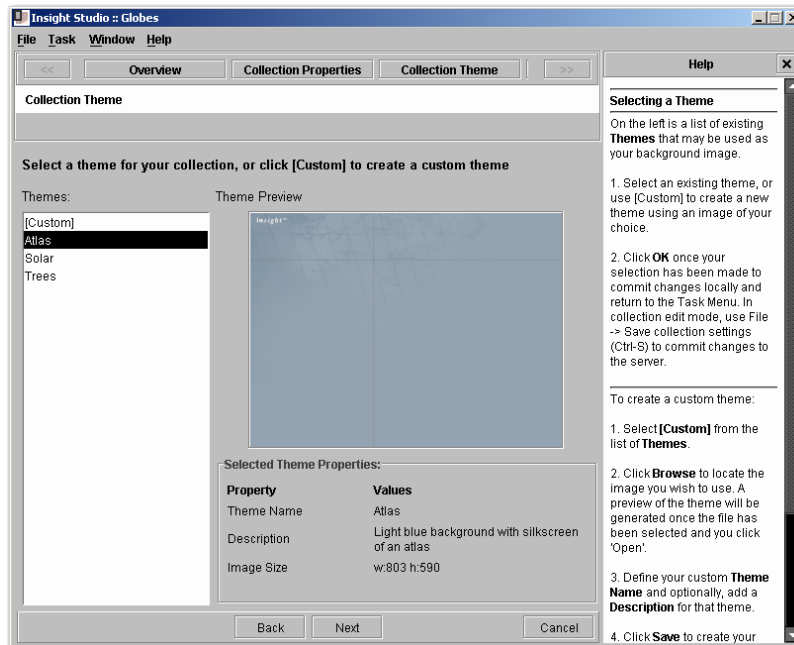 Insight Studio :: Globes
File Task Window Help
<< Overview Collection Properties Collection Theme >>
Collection Theme
Select a theme for your collection, or click [Custom] to create a custom theme
Themes:
[Custom]
Atlas
Solar
Trees
Theme Preview
Insight™
Selected Theme Properties:
Property Values
Theme Name Atlas
Description Light blue background with silkscreen
of an atlas
Image Size w:803 h:590
Back Next Cancel
Help
Selecting a Theme
On the left is a list of existing
Themes that may be used as
your background image.
1. Select an existing theme, or
use [Custom] to create a new
theme using an image of your
choice.
2. Click OK once your
selection has been made to
commit changes locally and
return to the Task Menu. In
collection edit mode, use File
-> Save collection settings
(Ctrl-S) to commit changes to
the server.
To create a custom theme:
1. Select [Custom] from the
list of Themes.
2. Click Browse to locate the
image you wish to use. A
preview of the theme will be
generated once the file has
been selected and you click
'Open'.
3. Define your custom Theme
Name and optionally, add a
Description for that theme.
4. Click Save to create your